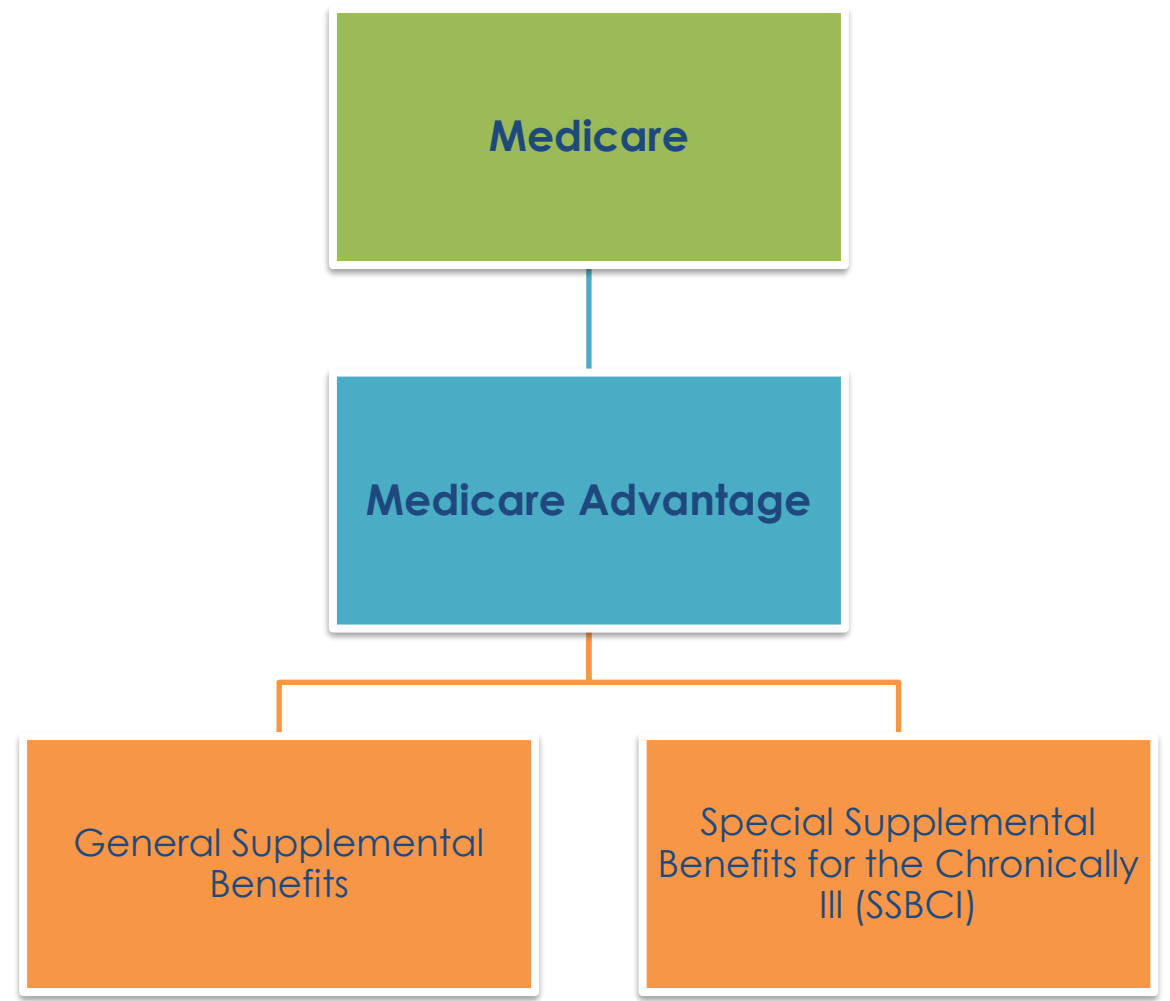 Medicare
Medicare Advantage
General Supplemental
Benefits
Special Supplemental
Benefits for the Chronically
Ill (SSBCI)